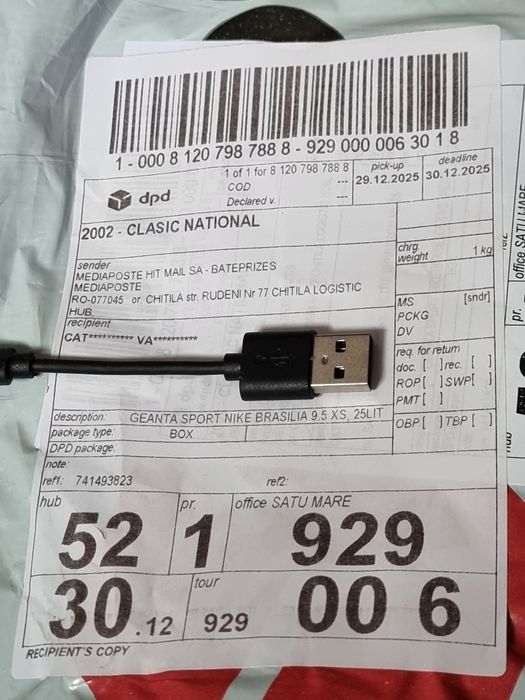 1 - 000 8 120 798 788 8 - 929 000 006 30 1 8
dpd
1 of 1 for 8 120 798 788 8
COD ---
Declared v. ---
pick-up
29.12.2025
deadline
30.12.2025
2002 - CLASIC NATIONAL
chrg.
weight 1 kg
sender
MEDIAPOSTE HIT MAIL SA - BATEPRIZES
MEDIAPOSTE
RO-077045 or. CHITILA str. RUDENI Nr 77 CHITILA LOGISTIC
HUB
MS [sndr]
PCKG
DV
recipient
CAT********** VA**********
req. for return
doc. [ ] rec. [ ]
ROP [ ] SWP[ ]
PMT [ ]
OBP [ ] TBP [ ]
description: GEANTA SPORT NIKE BRASILIA 9.5 XS, 25LIT
package type: BOX
DPD package:
note:
ref1: 741493823 ref2:
hub
52
pr.
1
office SATU MARE
929
30.12
tour
929
00 6
RECIPIENT'S COPY
office SATU MARE
pr.